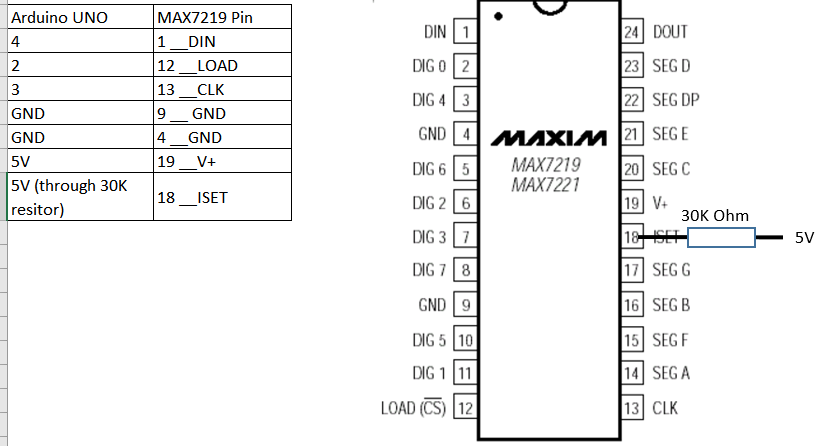 Arduino UNO MAX7219 Pin
4 1 __DIN
2 12 __LOAD
3 13 __CLK
GND 9 __ GND
GND 4 __GND
5V 19 __V+
5V (through 30K
resitor) 18 __ISET
DIN 1 24 DOUT
DIG 0 2 23 SEG D
DIG 4 3 22 SEG DP
GND 4 MAXIM 21 SEG E
DIG 6 5 MAX7219 20 SEG C
MAX7221
DIG 2 6 19 V+
30K Ohm
DIG 3 7 18 ISET 5V
DIG 7 8 17 SEG G
GND 9 16 SEG B
DIG 5 10 15 SEG F
DIG 1 11 14 SEG A
LOAD (C̅S̅) 12 13 CLK